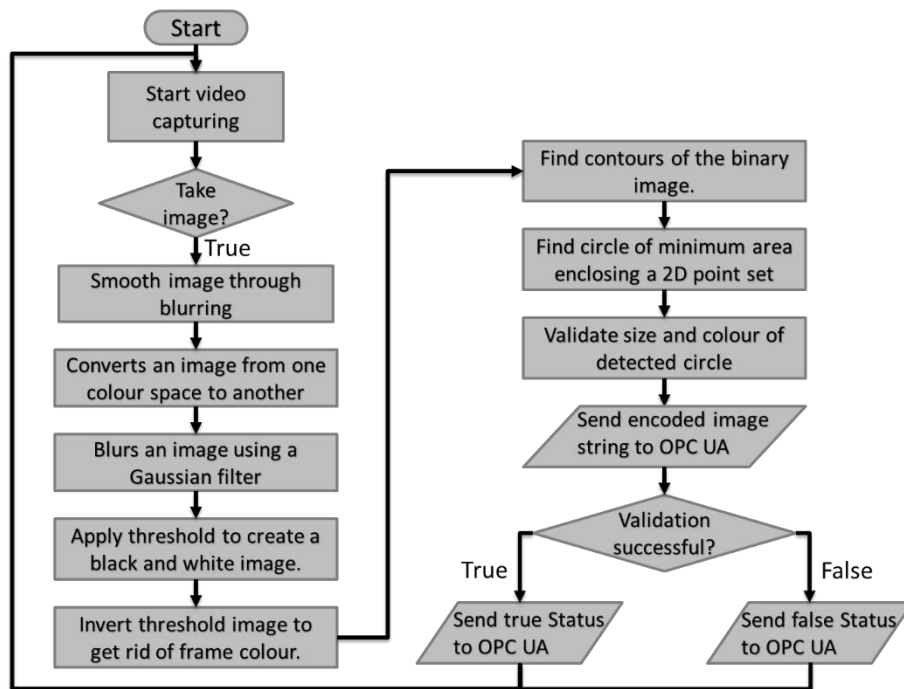 Start
Start video
capturing
Take
image?
True
Smooth image through
blurring
Converts an image from one
colour space to another
Blurs an image using a
Gaussian filter
Apply threshold to create a
black and white image.
Invert threshold image to
get rid of frame colour.
Find contours of the binary
image.
Find circle of minimum area
enclosing a 2D point set
Validate size and colour of
detected circle
Send encoded image
string to OPC UA
Validation
successful?
True
False
Send true Status
to OPC UA
Send false Status
to OPC UA